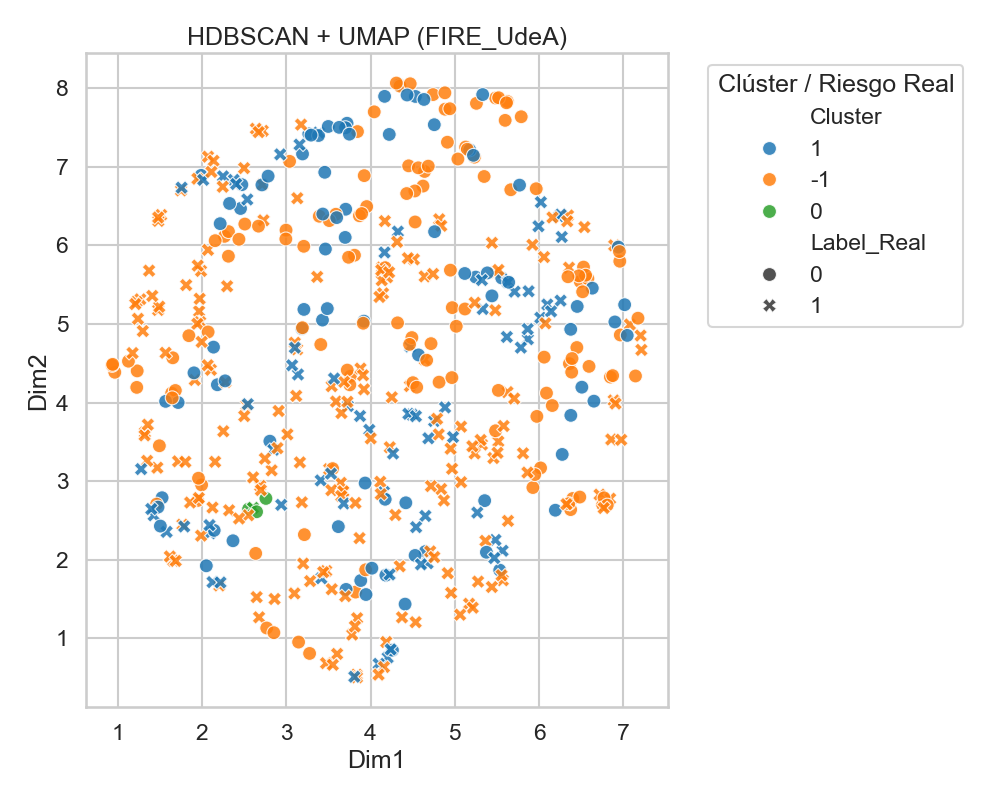 HDBSCAN + UMAP (FIRE_UdeA)
Clúster / Riesgo Real
Cluster
1
-1
0
Label_Real
0
1
8
7
6
5
4
3
2
1
Dim2
1 2 3 4 5 6 7
Dim1